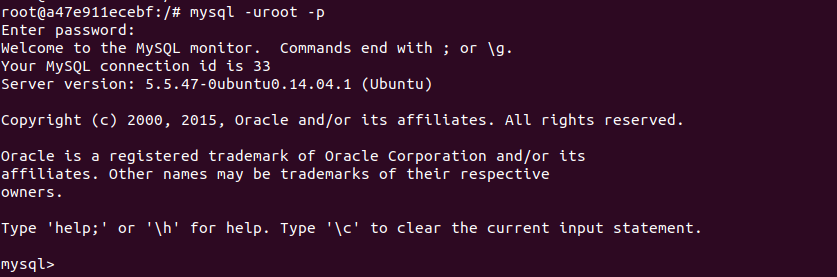 root@a47e911ecebf:/# mysql -uroot -p
Enter password:
Welcome to the MySQL monitor.  Commands end with ; or \g.
Your MySQL connection id is 33
Server version: 5.5.47-0ubuntu0.14.04.1 (Ubuntu)
Copyright (c) 2000, 2015, Oracle and/or its affiliates. All rights reserved.
Oracle is a registered trademark of Oracle Corporation and/or its
affiliates. Other names may be trademarks of their respective
owners.
Type 'help;' or '\h' for help. Type '\c' to clear the current input statement.
mysql>